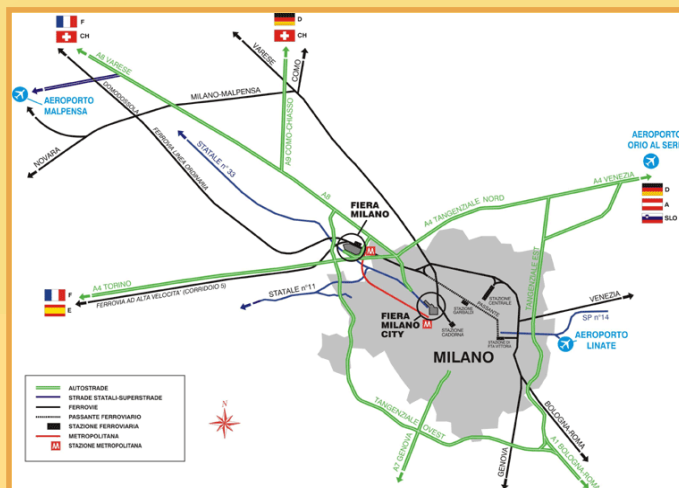 F
CH
D
CH
A8 VARESE
VARESE
COMO
AEROPORTO
MALPENSA
DOMODOSSOLA
MILANO-MALPENSA
NOVARA
FERROVIA LINEA ORDINARIA
STATALE n° 33
A9 COMO-CHIASSO
A8
AEROPORTO
ORIO AL SERI
A4 VENEZIA
D
A
SLO
A4 TANGENZIALE NORD
FIERA
MILANO
M
TANGENZIALE EST
A4 TORINO
FERROVIA AD ALTA VELOCITA' (CORRIDOIO 5)
F
E
STATALE n°11
STAZIONE
CENTRALE
STAZIONE
GARIBALDI
PASSANTE
VENEZIA
SP n°14
FIERA
MILANO
CITY
M
STAZIONE
CADORNA
STAZIONE DI
P.TA VITTORIA
AEROPORTO
LINATE
MILANO
AUTOSTRADE
STRADE STATALI-SUPERSTRADE
FERROVIE
PASSANTE FERROVIARIO
STAZIONE FERROVIARIA
METROPOLITANA
M STAZIONE METROPOLITANA
TANGENZIALE OVEST
A7 GENOVA
GENOVA
BOLOGNA-ROMA
A1 BOLOGNA-ROMA